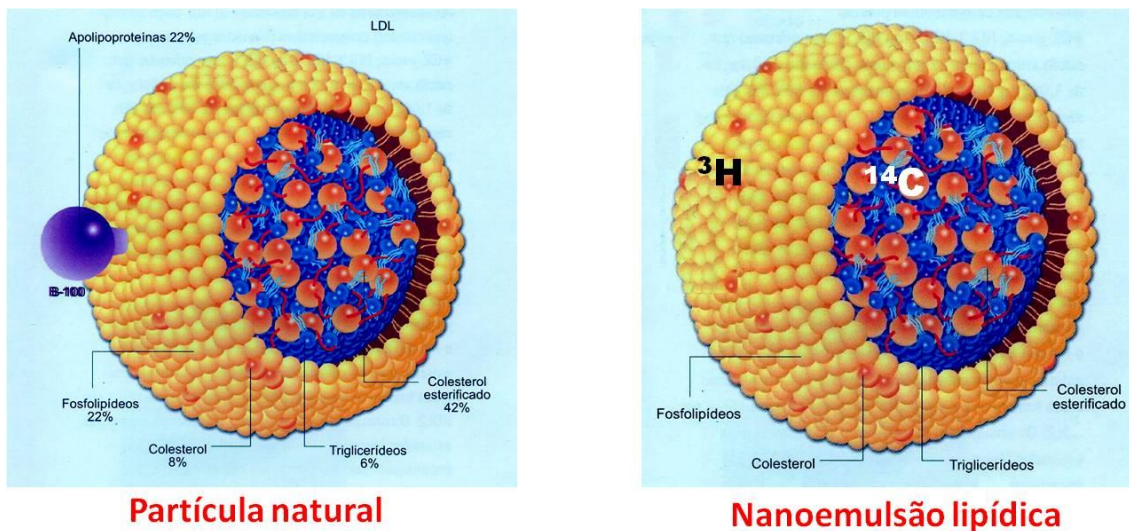 LDL
Apolipoproteínas 22%
B-100
Fosfolipídeos
22%
Colesterol
8%
Triglicerídeos
6%
Colesterol
esterificado
42%
Partícula natural
³H
¹⁴C
Fosfolipídeos
Colesterol
Triglicerídeos
Colesterol
esterificado
Nanoemulsão lipídica